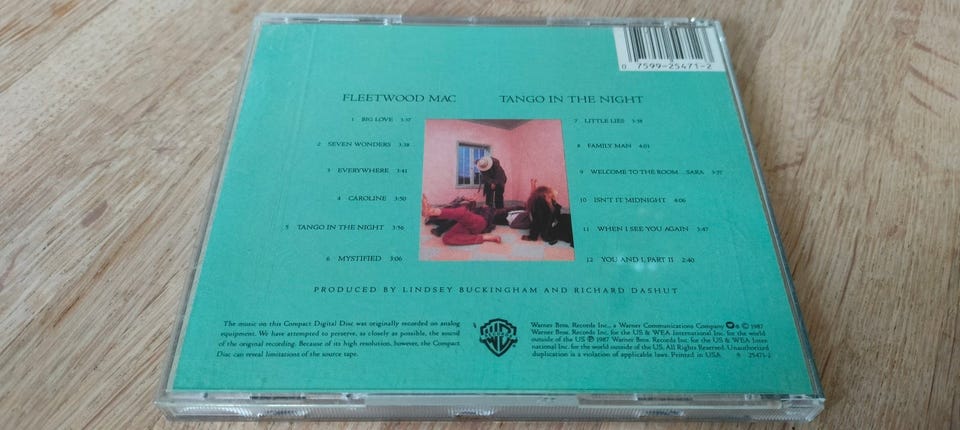 0 7599-25471-2
FLEETWOOD MAC TANGO IN THE NIGHT
1 BIG LOVE 3:37
2 SEVEN WONDERS 3:38
3 EVERYWHERE 3:41
4 CAROLINE 3:50
5 TANGO IN THE NIGHT 3:56
6 MYSTIFIED 3:06
7 LITTLE LIES 3:38
8 FAMILY MAN 4:01
9 WELCOME TO THE ROOM... SARA 3:37
10 ISN'T IT MIDNIGHT 4:06
11 WHEN I SEE YOU AGAIN 3:47
12 YOU AND I, PART II 2:40
PRODUCED BY LINDSEY BUCKINGHAM AND RICHARD DASHUT
The music on this Compact Digital Disc was originally recorded on analog
equipment. We have attempted to preserve, as closely as possible, the sound
of the original recording. Because of its high resolution, however, the Compact
Disc can reveal limitations of the source tape.
RECORDS
Warner Bros. Records Inc., a Warner Communications Company ® © 1987
Warner Bros. Records Inc. for the US & WEA International Inc. for the world
outside of the US ℗ 1987 Warner Bros. Records Inc. for the US & WEA Inter-
national Inc. for the world outside of the US. All Rights Reserved. Unauthorized
duplication is a violation of applicable laws. Printed in USA 25471-2